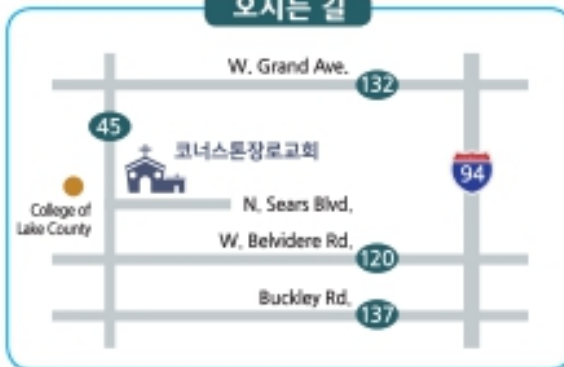 오시는 길
W. Grand Ave.
132
45
코너스톤장로교회
94
College of
Lake County
N. Sears Blvd.
W. Belvidere Rd.
120
Buckley Rd.
137